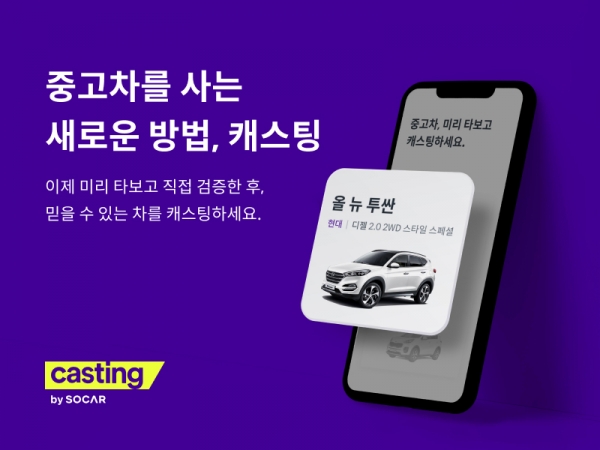 중고차를 사는
새로운 방법, 캐스팅
이제 미리 타보고 직접 검증한 후,
믿을 수 있는 차를 캐스팅하세요.
중고차, 미리 타보고
캐스팅하세요.
올 뉴 투싼
현대 | 디젤 2.0 2WD 스타일 스페셜
casting
by SOCAR